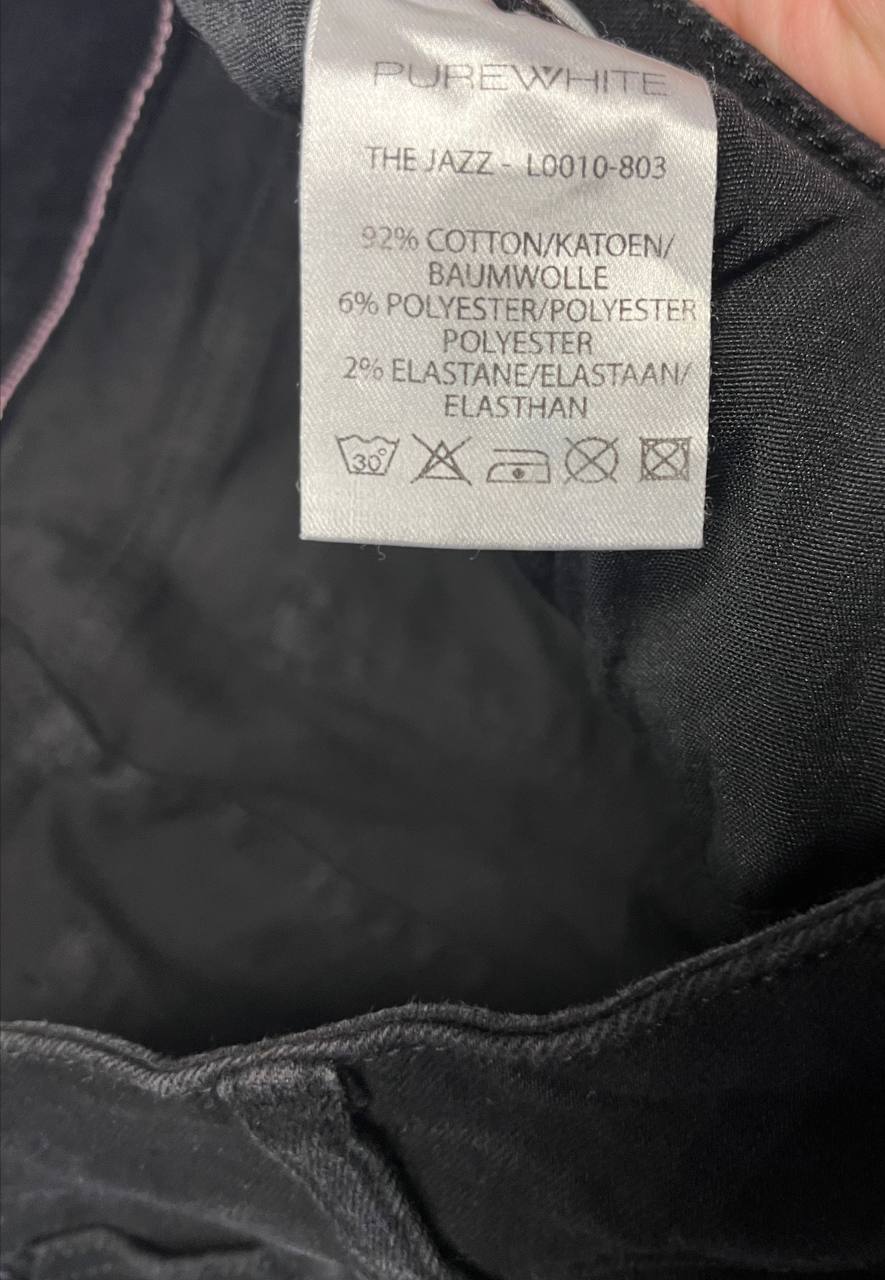 PUREWHITE
THE JAZZ - L0010-803
92% COTTON/KATOEN/
BAUMWOLLE
6% POLYESTER/POLYESTER
POLYESTER
2% ELASTANE/ELASTAAN/
ELASTHAN
30°